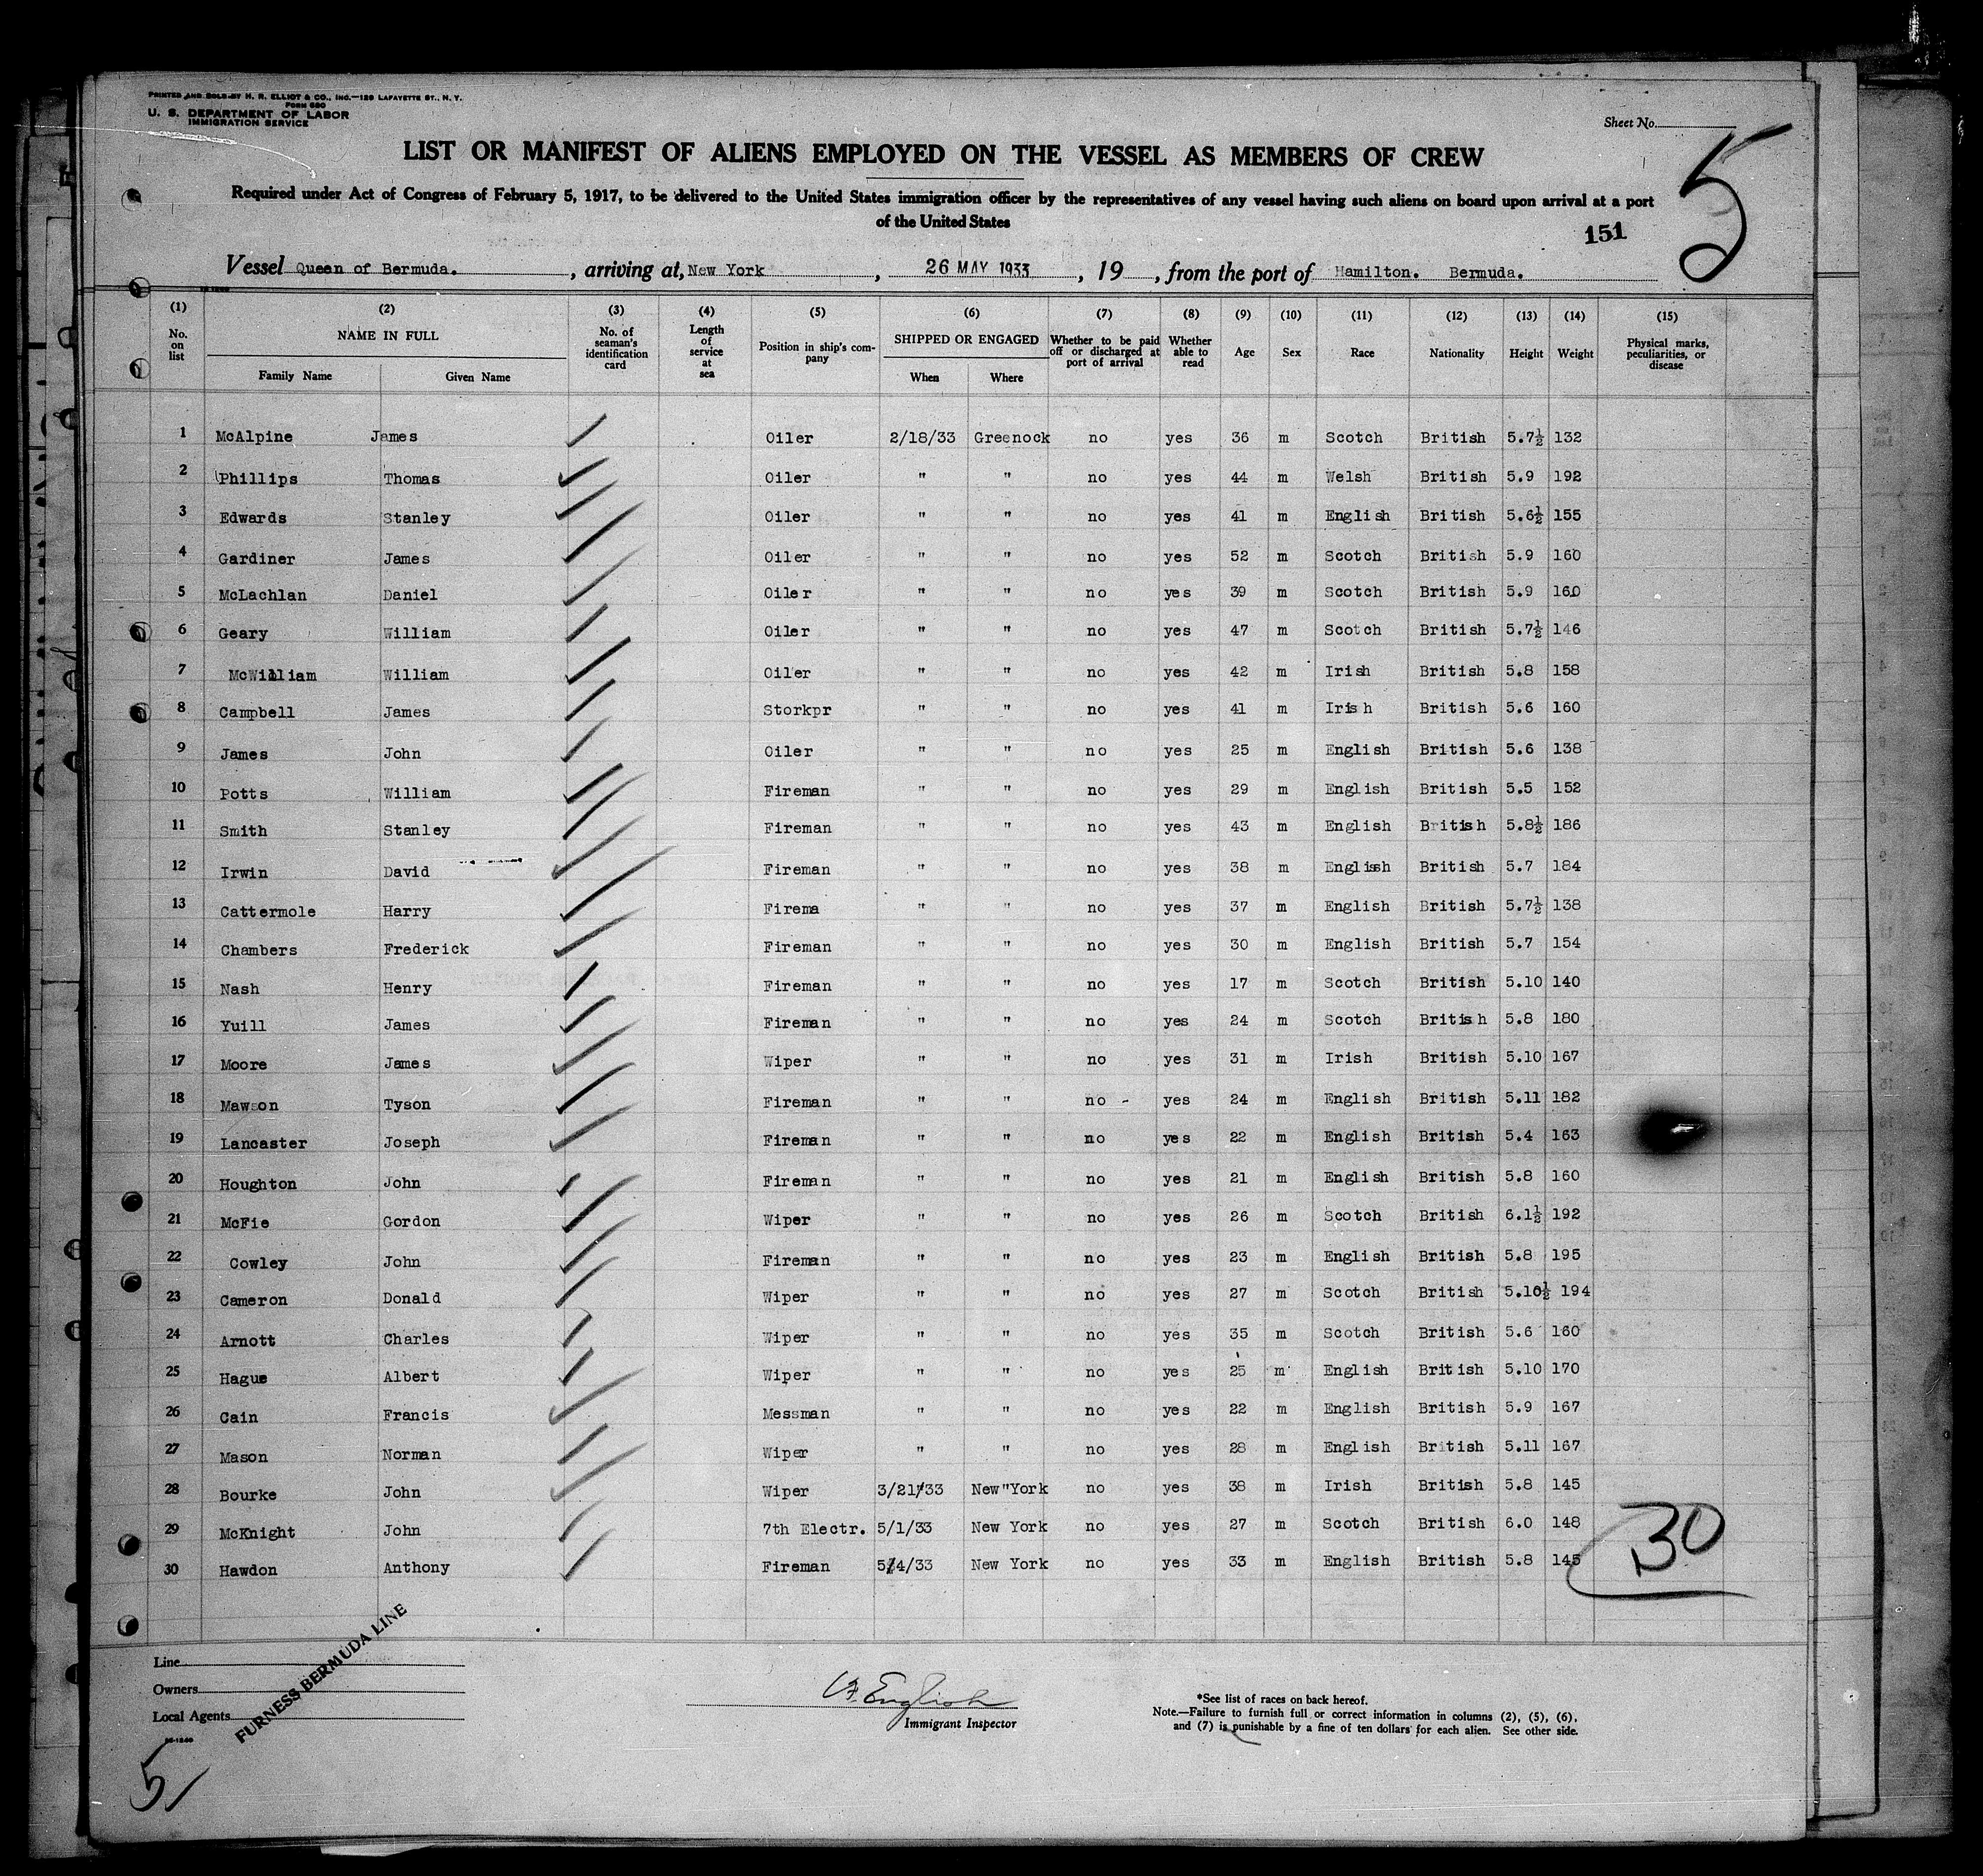 PRINTED AND SOLD BY H. R. ELLIOT & CO., INC.—129 LAFAYETTE ST., N. Y.
FORM 680
U. S. DEPARTMENT OF LABOR
IMMIGRATION SERVICE
Sheet No.
5
LIST OR MANIFEST OF ALIENS EMPLOYED ON THE VESSEL AS MEMBERS OF CREW
Required under Act of Congress of February 5, 1917, to be delivered to the United States immigration officer by the representatives of any vessel having such aliens on board upon arrival at a port
of the United States
151
Vessel Queen of Bermuda. , arriving at, New York , 26 MAY 1933 , 19 , from the port of Hamilton. Bermuda.
(1) (2) (3) (4) (5) (6) (7) (8) (9) (10) (11) (12) (13) (14) (15)
No. on list NAME IN FULL Family Name Given Name No. of seaman's identification card Length of service at sea Position in ship's company SHIPPED OR ENGAGED When Where Whether to be paid off or discharged at port of arrival Whether able to read Age Sex Race Nationality Height Weight Physical marks, peculiarities, or disease
1 McAlpine James Oiler 2/18/33 Greenock no yes 36 m Scotch British 5.7½ 132
2 Phillips Thomas Oiler " " no yes 44 m Welsh British 5.9 192
3 Edwards Stanley Oiler " " no yes 41 m English British 5.6½ 155
4 Gardiner James Oiler " " no yes 52 m Scotch British 5.9 160
5 McLachlan Daniel Oiler " " no yes 39 m Scotch British 5.9 160
6 Geary William Oiler " " no yes 47 m Scotch British 5.7½ 146
7 McWilliam William Oiler " " no yes 42 m Irish British 5.8 158
8 Campbell James Storkpr " " no yes 41 m Irish British 5.6 160
9 James John Oiler " " no yes 25 m English British 5.6 138
10 Potts William Fireman " " no yes 29 m English British 5.5 152
11 Smith Stanley Fireman " " no yes 43 m English British 5.8½ 186
12 Irwin David Fireman " " no yes 38 m English British 5.7 184
13 Cattermole Harry Firema " " no yes 37 m English British 5.7½ 138
14 Chambers Frederick Fireman " " no yes 30 m English British 5.7 154
15 Nash Henry Fireman " " no yes 17 m Scotch British 5.10 140
16 Yuill James Fireman " " no yes 24 m Scotch British 5.8 180
17 Moore James Wiper " " no yes 31 m Irish British 5.10 167
18 Mawson Tyson Fireman " " no - yes 24 m English British 5.11 182
19 Lancaster Joseph Fireman " " no yes 22 m English British 5.4 163
20 Houghton John Fireman " " no yes 21 m English British 5.8 160
21 McFie Gordon Wiper " " no yes 26 m Scotch British 6.1½ 192
22 Cowley John Fireman " " no yes 23 m English British 5.8 195
23 Cameron Donald Wiper " " no yes 27 m Scotch British 5.10½ 194
24 Arnott Charles Wiper " " no yes 35 m Scotch British 5.6 160
25 Hague Albert Wiper " " no yes 25 m English British 5.10 170
26 Cain Francis Messman " " no yes 22 m English British 5.9 167
27 Mason Norman Wiper " " no yes 28 m English British 5.11 167
28 Bourke John Wiper 3/21/33 New"York no yes 38 m Irish British 5.8 145
29 McKnight John 7th Electr. 5/1/33 New York no yes 27 m Scotch British 6.0 148
30 Hawdon Anthony Fireman 5/4/33 New York no yes 33 m English British 5.8 145
30
Line
Owners
Local Agents
FURNESS BERMUDA LINE
English
Immigrant Inspector
*See list of races on back hereof.
Note.—Failure to furnish full or correct information in columns (2), (5), (6),
and (7) is punishable by a fine of ten dollars for each alien. See other side.
5/